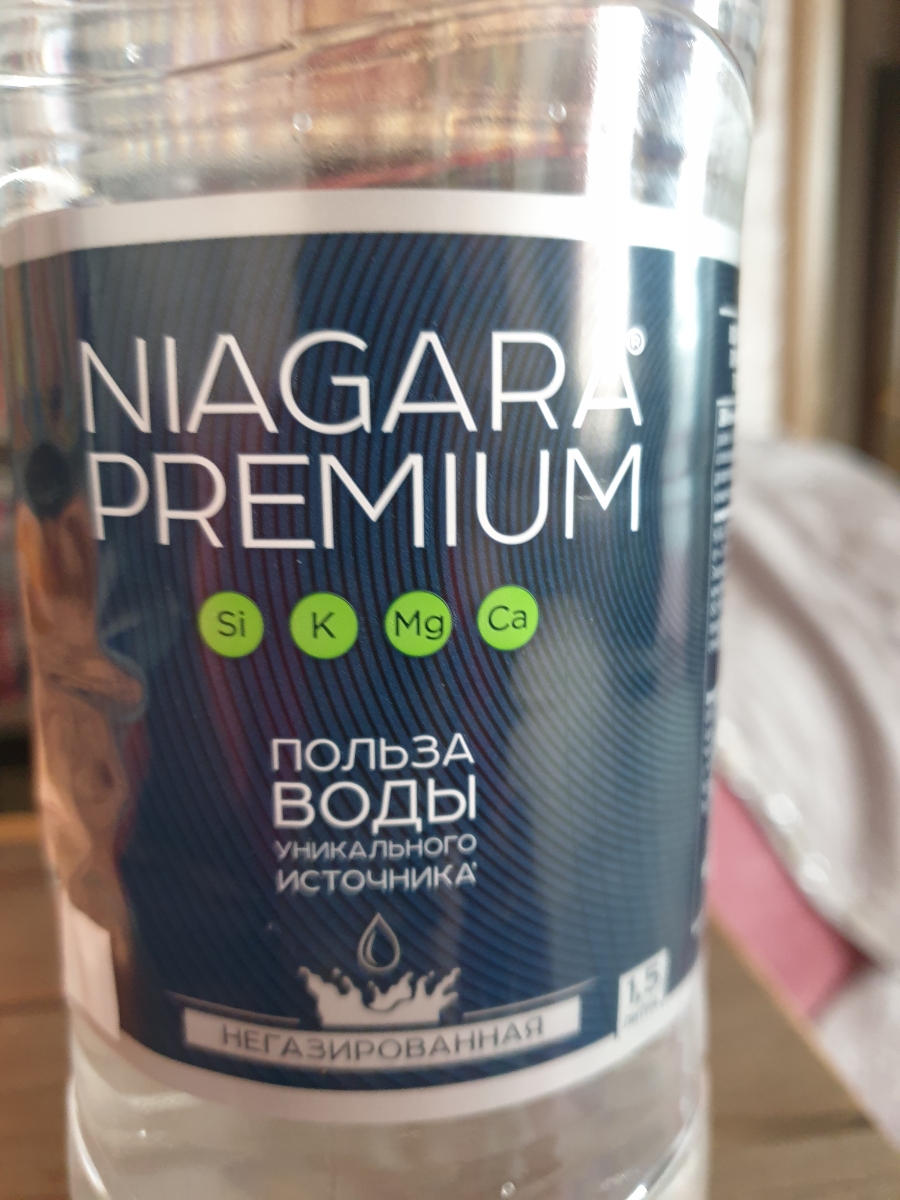 NIAGARA®
PREMIUM
Si K Mg Ca
ПОЛЬЗА
ВОДЫ
УНИКАЛЬНОГО
ИСТОЧНИКА*
НЕГАЗИРОВАННАЯ
1,5